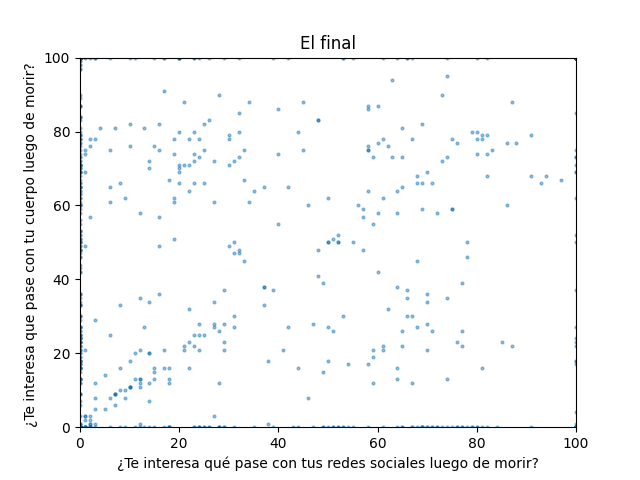 El final
¿Te interesa que pase con tu cuerpo luego de morir?
100
80
60
40
20
0
0 20 40 60 80 100
¿Te interesa qué pase con tus redes sociales luego de morir?